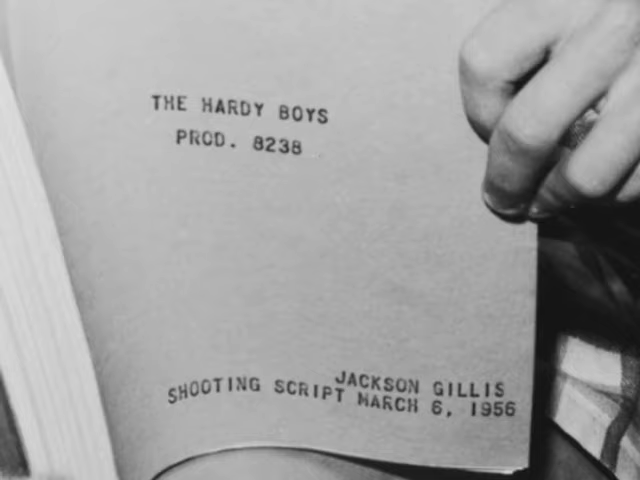 THE HARDY BOYS
PROD. 8238
JACKSON GILLIS
SHOOTING SCRIPT MARCH 6, 1956